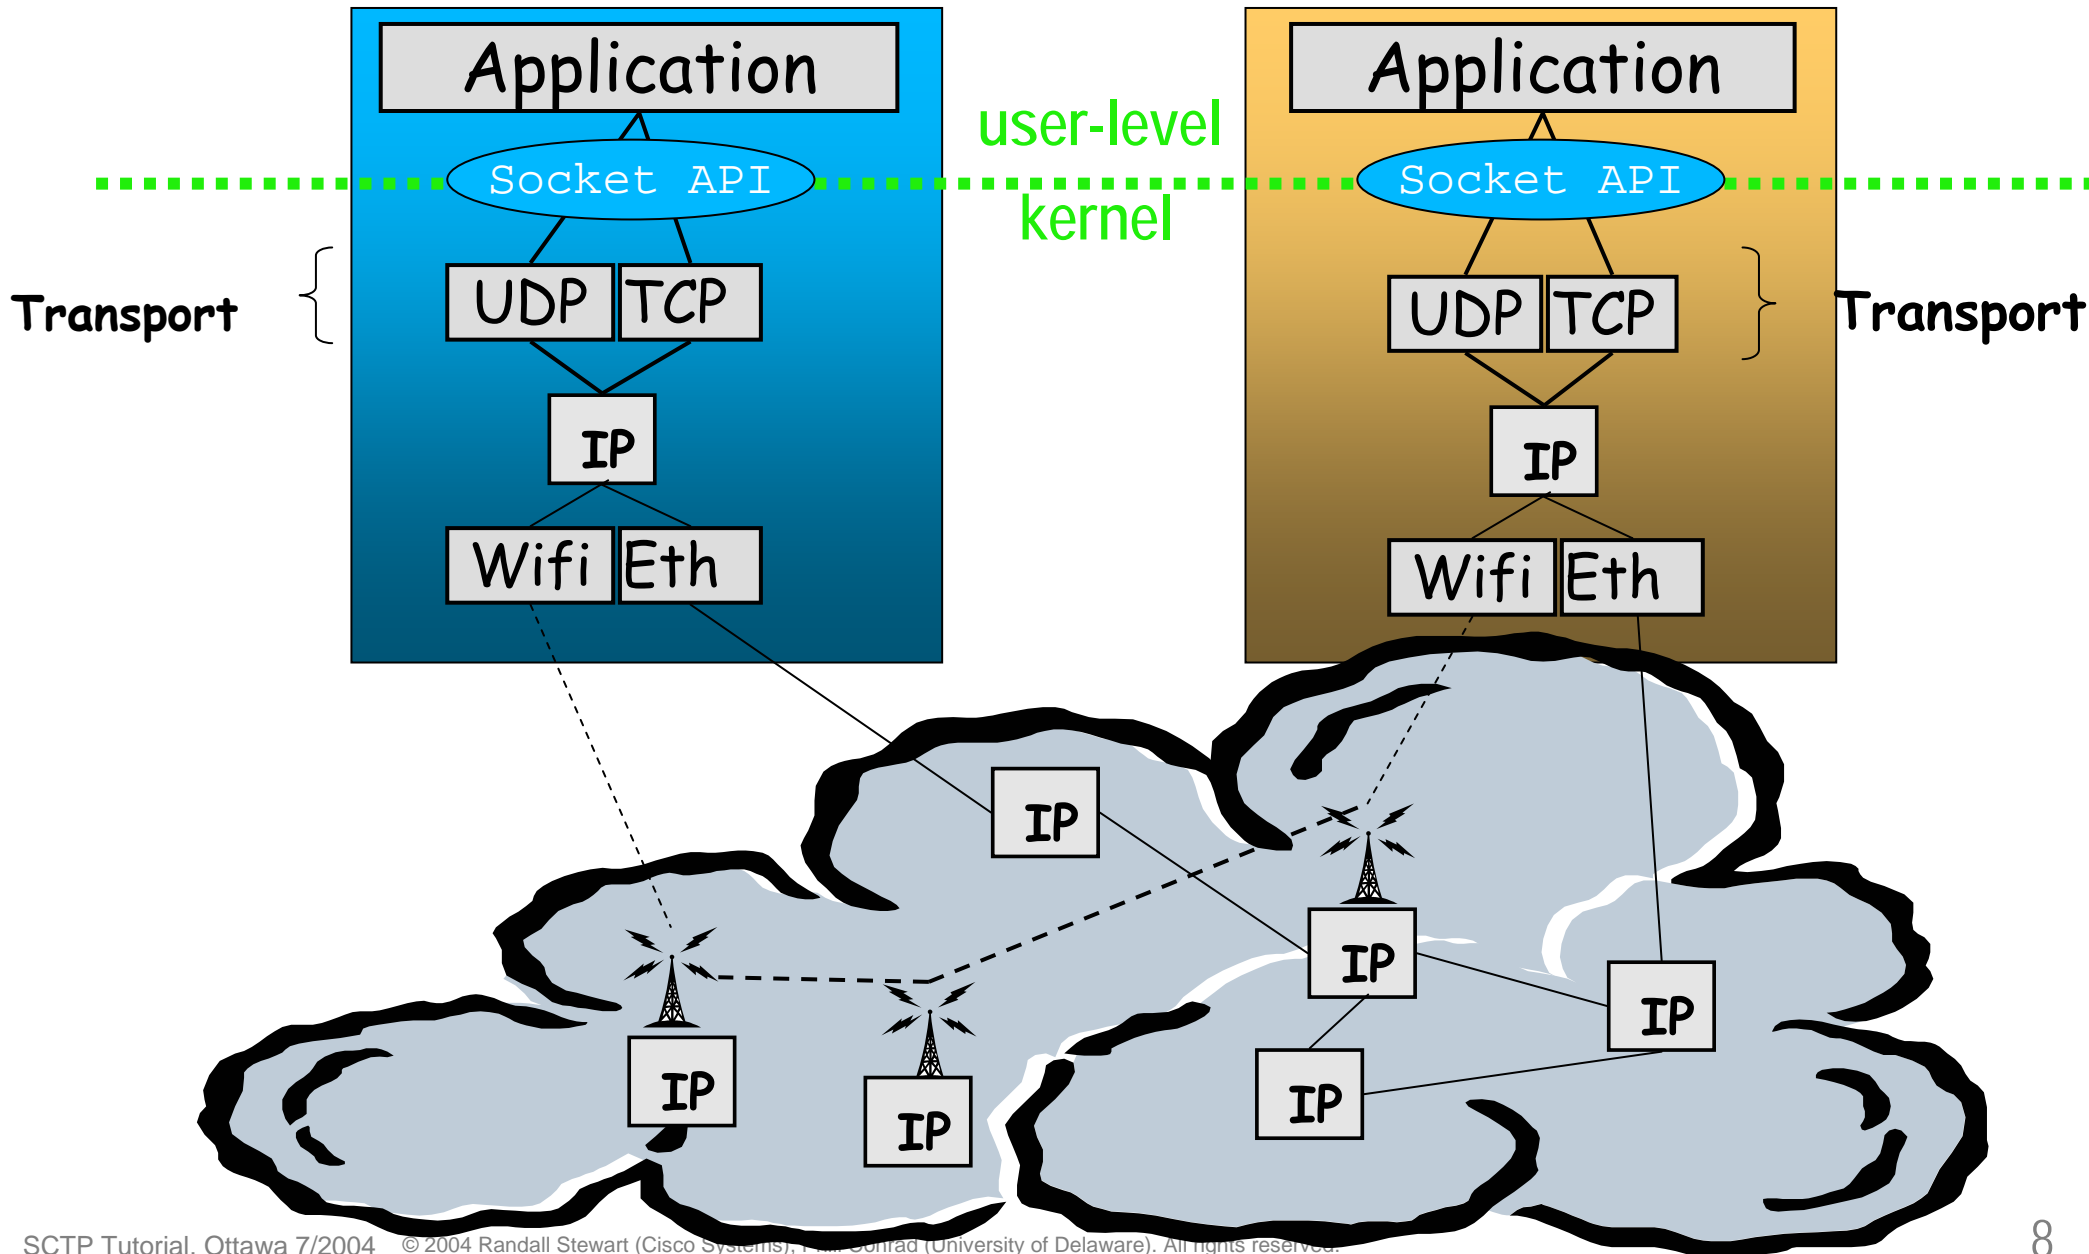 Application
Application
user-level
Socket API
Socket API
kernel
Transport
UDP
TCP
UDP
TCP
Transport
IP
IP
Wifi
Eth
Wifi
Eth
IP
IP
IP
IP
IP
IP
SCTP Tutorial, Ottawa 7/2004
© 2004 Randall Stewart (Cisco Systems), Conrad (University of Delaware). All rights reserved.
8